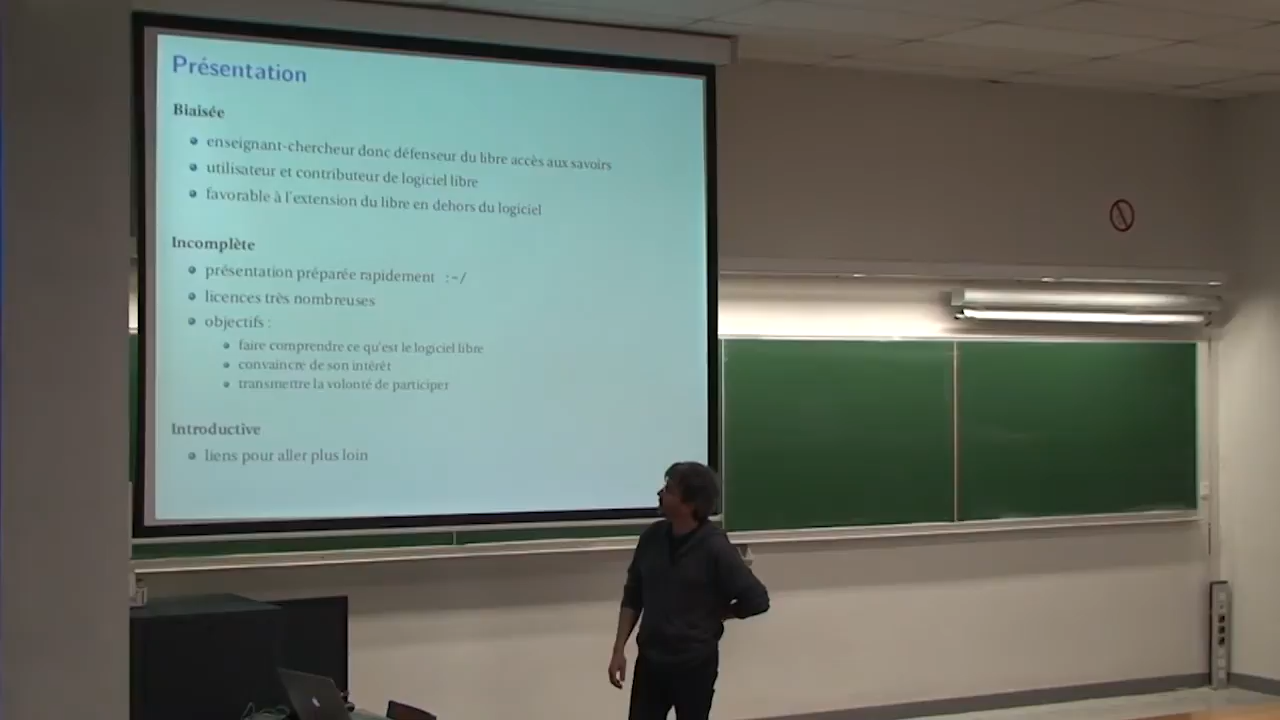 Présentation
Biaisée
enseignant-chercheur donc défenseur du libre accès aux savoirs
utilisateur et contributeur de logiciel libre
favorable à l'extension du libre en dehors du logiciel
Incomplète
présentation préparée rapidement :-/
licences très nombreuses
objectifs :
faire comprendre ce qu'est le logiciel libre
convaincre de son intérêt
transmettre la volonté de participer
Introductive
liens pour aller plus loin